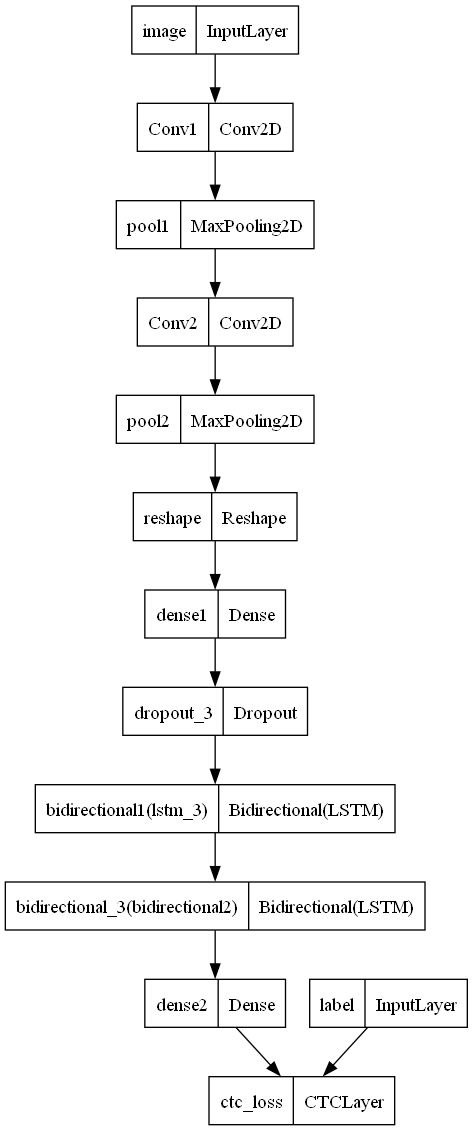 image InputLayer
Conv1 Conv2D
pool1 MaxPooling2D
Conv2 Conv2D
pool2 MaxPooling2D
reshape Reshape
dense1 Dense
dropout_3 Dropout
bidirectional1(lstm_3) Bidirectional(LSTM)
bidirectional_3(bidirectional2) Bidirectional(LSTM)
dense2 Dense label InputLayer
ctc_loss CTCLayer